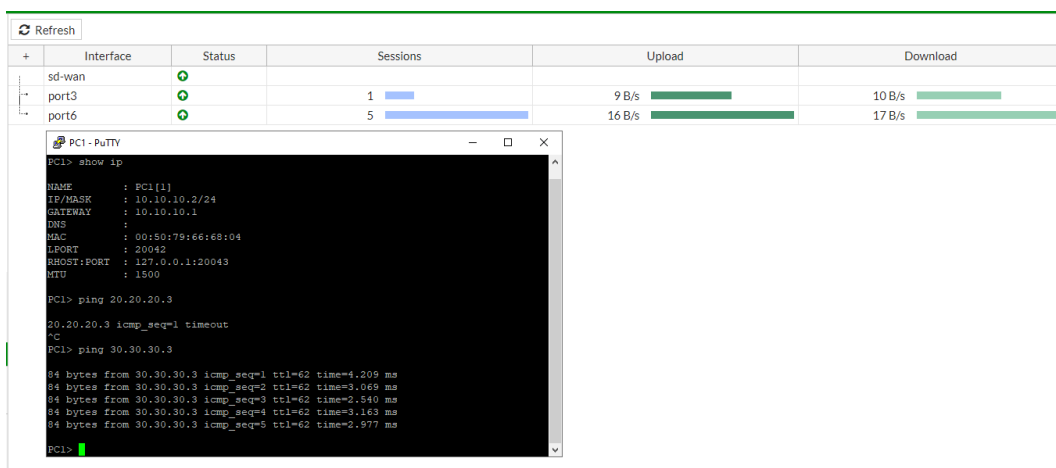 Refresh
+ Interface Status Sessions Upload Download
sd-wan
port3 1 9 B/s 10 B/s
port6 5 16 B/s 17 B/s
PC1 - PuTTY
PC1> show ip
NAME : PC1[1]
IP/MASK : 10.10.10.2/24
GATEWAY : 10.10.10.1
DNS :
MAC : 00:50:79:66:68:04
LPORT : 20042
RHOST:PORT : 127.0.0.1:20043
MTU : 1500
PC1> ping 20.20.20.3
20.20.20.3 icmp_seq=1 timeout
^C
PC1> ping 30.30.30.3
84 bytes from 30.30.30.3 icmp_seq=1 ttl=62 time=4.209 ms
84 bytes from 30.30.30.3 icmp_seq=2 ttl=62 time=3.069 ms
84 bytes from 30.30.30.3 icmp_seq=3 ttl=62 time=2.540 ms
84 bytes from 30.30.30.3 icmp_seq=4 ttl=62 time=3.163 ms
84 bytes from 30.30.30.3 icmp_seq=5 ttl=62 time=2.977 ms
PC1>